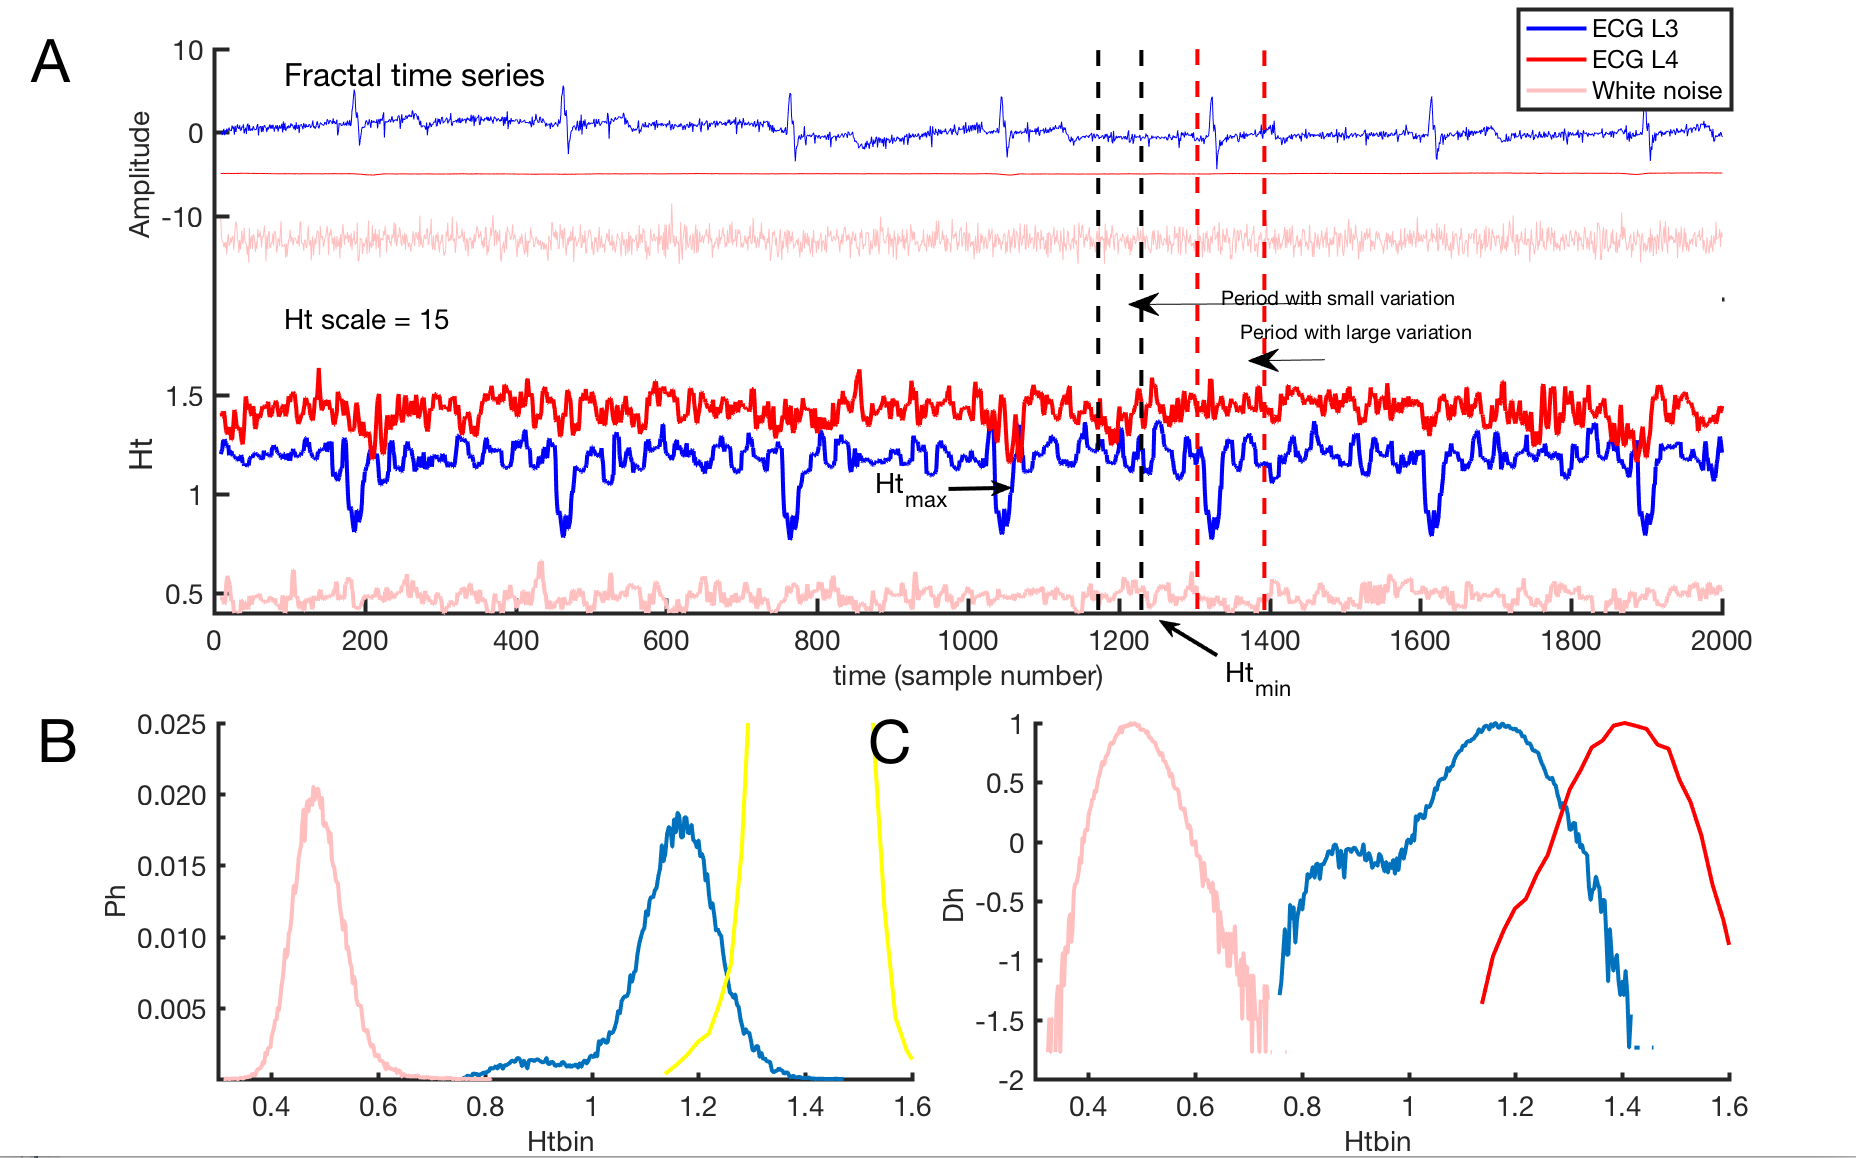 A
Fractal time series
ECG L3
ECG L4
White noise
10
0
-10
Amplitude
Period with small variation
Period with large variation
Ht scale = 15
1.5
1
0.5
Ht
Htmax
0 200 400 600 800 1000 1200 1400 1600 1800 2000
time (sample number)
Htmin
B
0.025
0.020
0.015
0.010
0.005
Ph
0.4 0.6 0.8 1 1.2 1.4 1.6
Htbin
C
1
0.5
0
-0.5
-1
-1.5
-2
Dh
0.4 0.6 0.8 1 1.2 1.4 1.6
Htbin